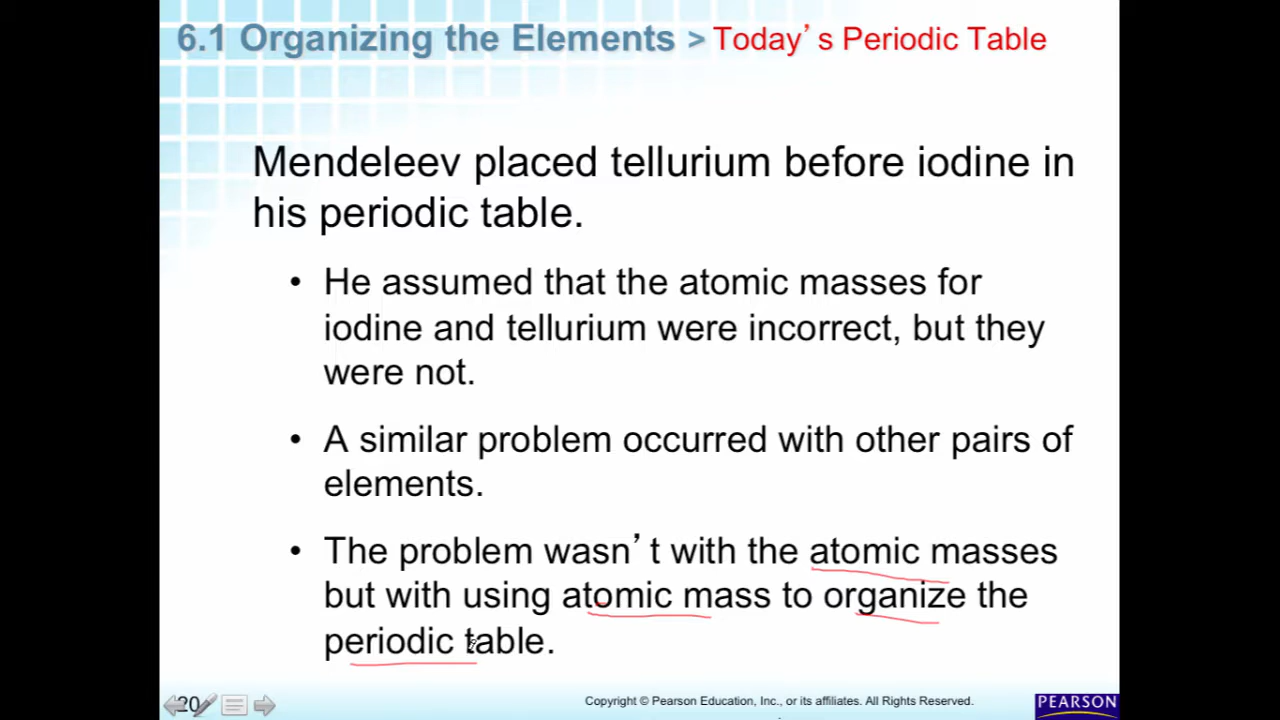 6.1 Organizing the Elements > Today's Periodic Table
Mendeleev placed tellurium before iodine in
his periodic table.
• He assumed that the atomic masses for
iodine and tellurium were incorrect, but they
were not.
• A similar problem occurred with other pairs of
elements.
• The problem wasn't with the atomic masses
but with using atomic mass to organize the
periodic table.
20
Copyright © Pearson Education, Inc., or its affiliates. All Rights Reserved.
PEARSON